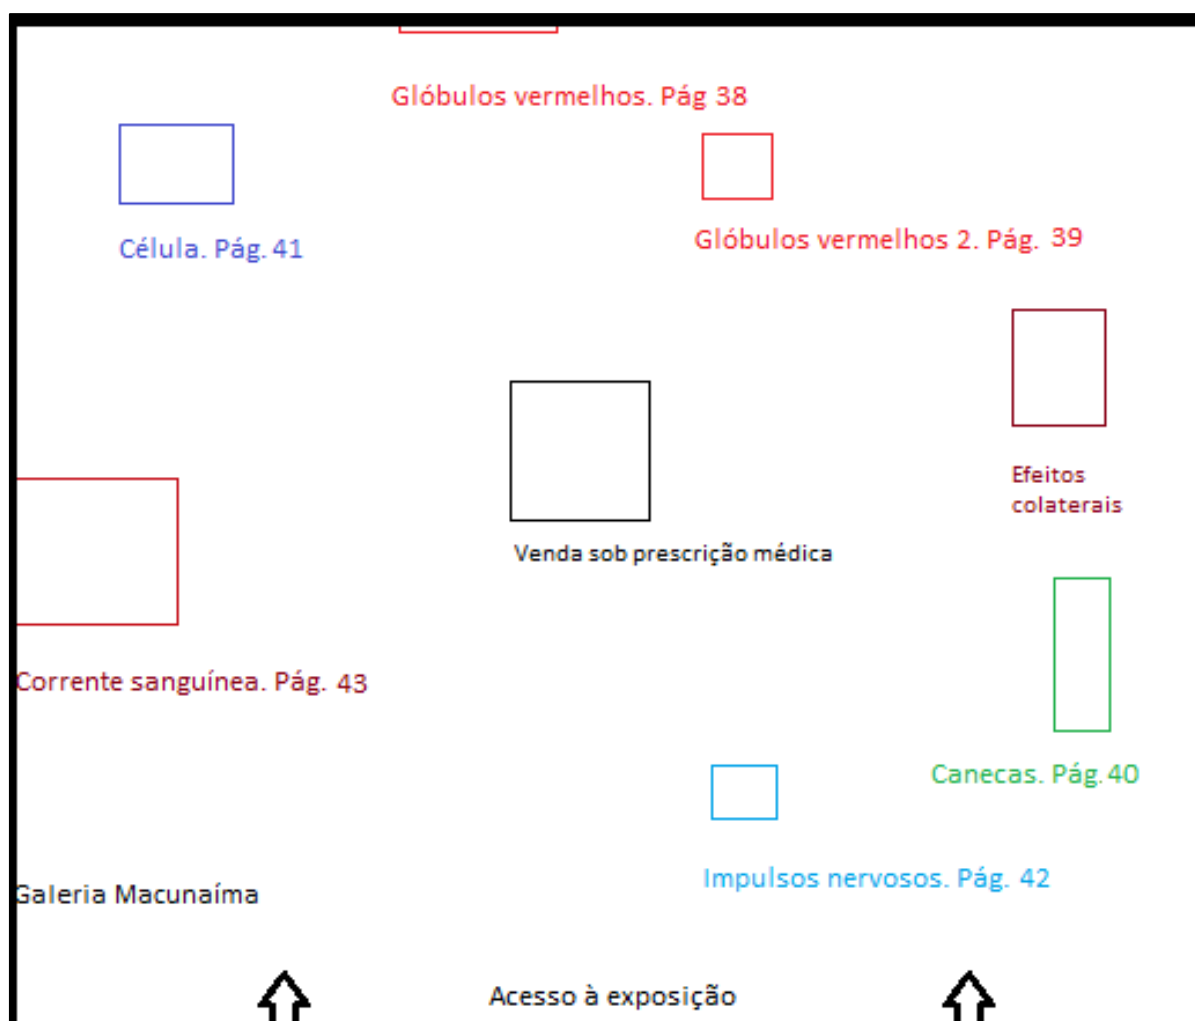 Glóbulos vermelhos. Pág 38
Célula. Pág. 41
Glóbulos vermelhos 2. Pág. 39
Efeitos
colaterais
Venda sob prescrição médica
Corrente sanguínea. Pág. 43
Canecas. Pág. 40
Impulsos nervosos. Pág. 42
Galeria Macunaíma
Acesso à exposição